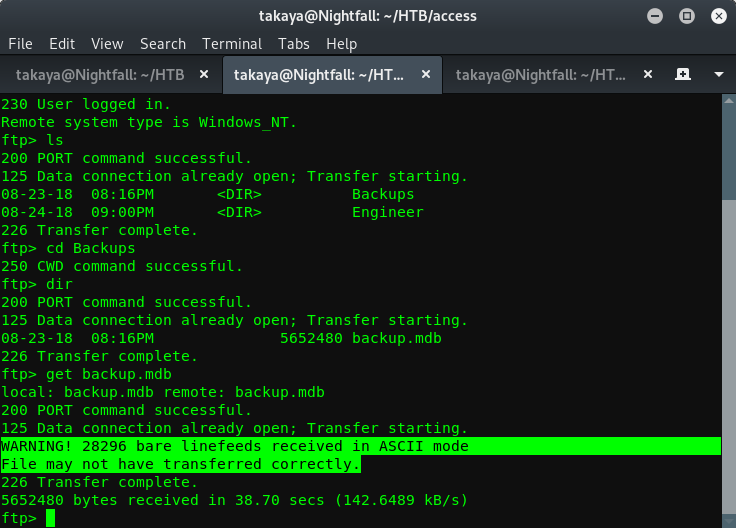 takaya@Nightfall: ~/HTB/access
File Edit View Search Terminal Tabs Help
takaya@Nightfall: ~/HTB × takaya@Nightfall: ~/HT... × takaya@Nightfall: ~/HT... ×
230 User logged in.
Remote system type is Windows_NT.
ftp> ls
200 PORT command successful.
125 Data connection already open; Transfer starting.
08-23-18  08:16PM       <DIR>          Backups
08-24-18  09:00PM       <DIR>          Engineer
226 Transfer complete.
ftp> cd Backups
250 CWD command successful.
ftp> dir
200 PORT command successful.
125 Data connection already open; Transfer starting.
08-23-18  08:16PM              5652480 backup.mdb
226 Transfer complete.
ftp> get backup.mdb
local: backup.mdb remote: backup.mdb
200 PORT command successful.
125 Data connection already open; Transfer starting.
WARNING! 28296 bare linefeeds received in ASCII mode
File may not have transferred correctly.
226 Transfer complete.
5652480 bytes received in 38.70 secs (142.6489 kB/s)
ftp>